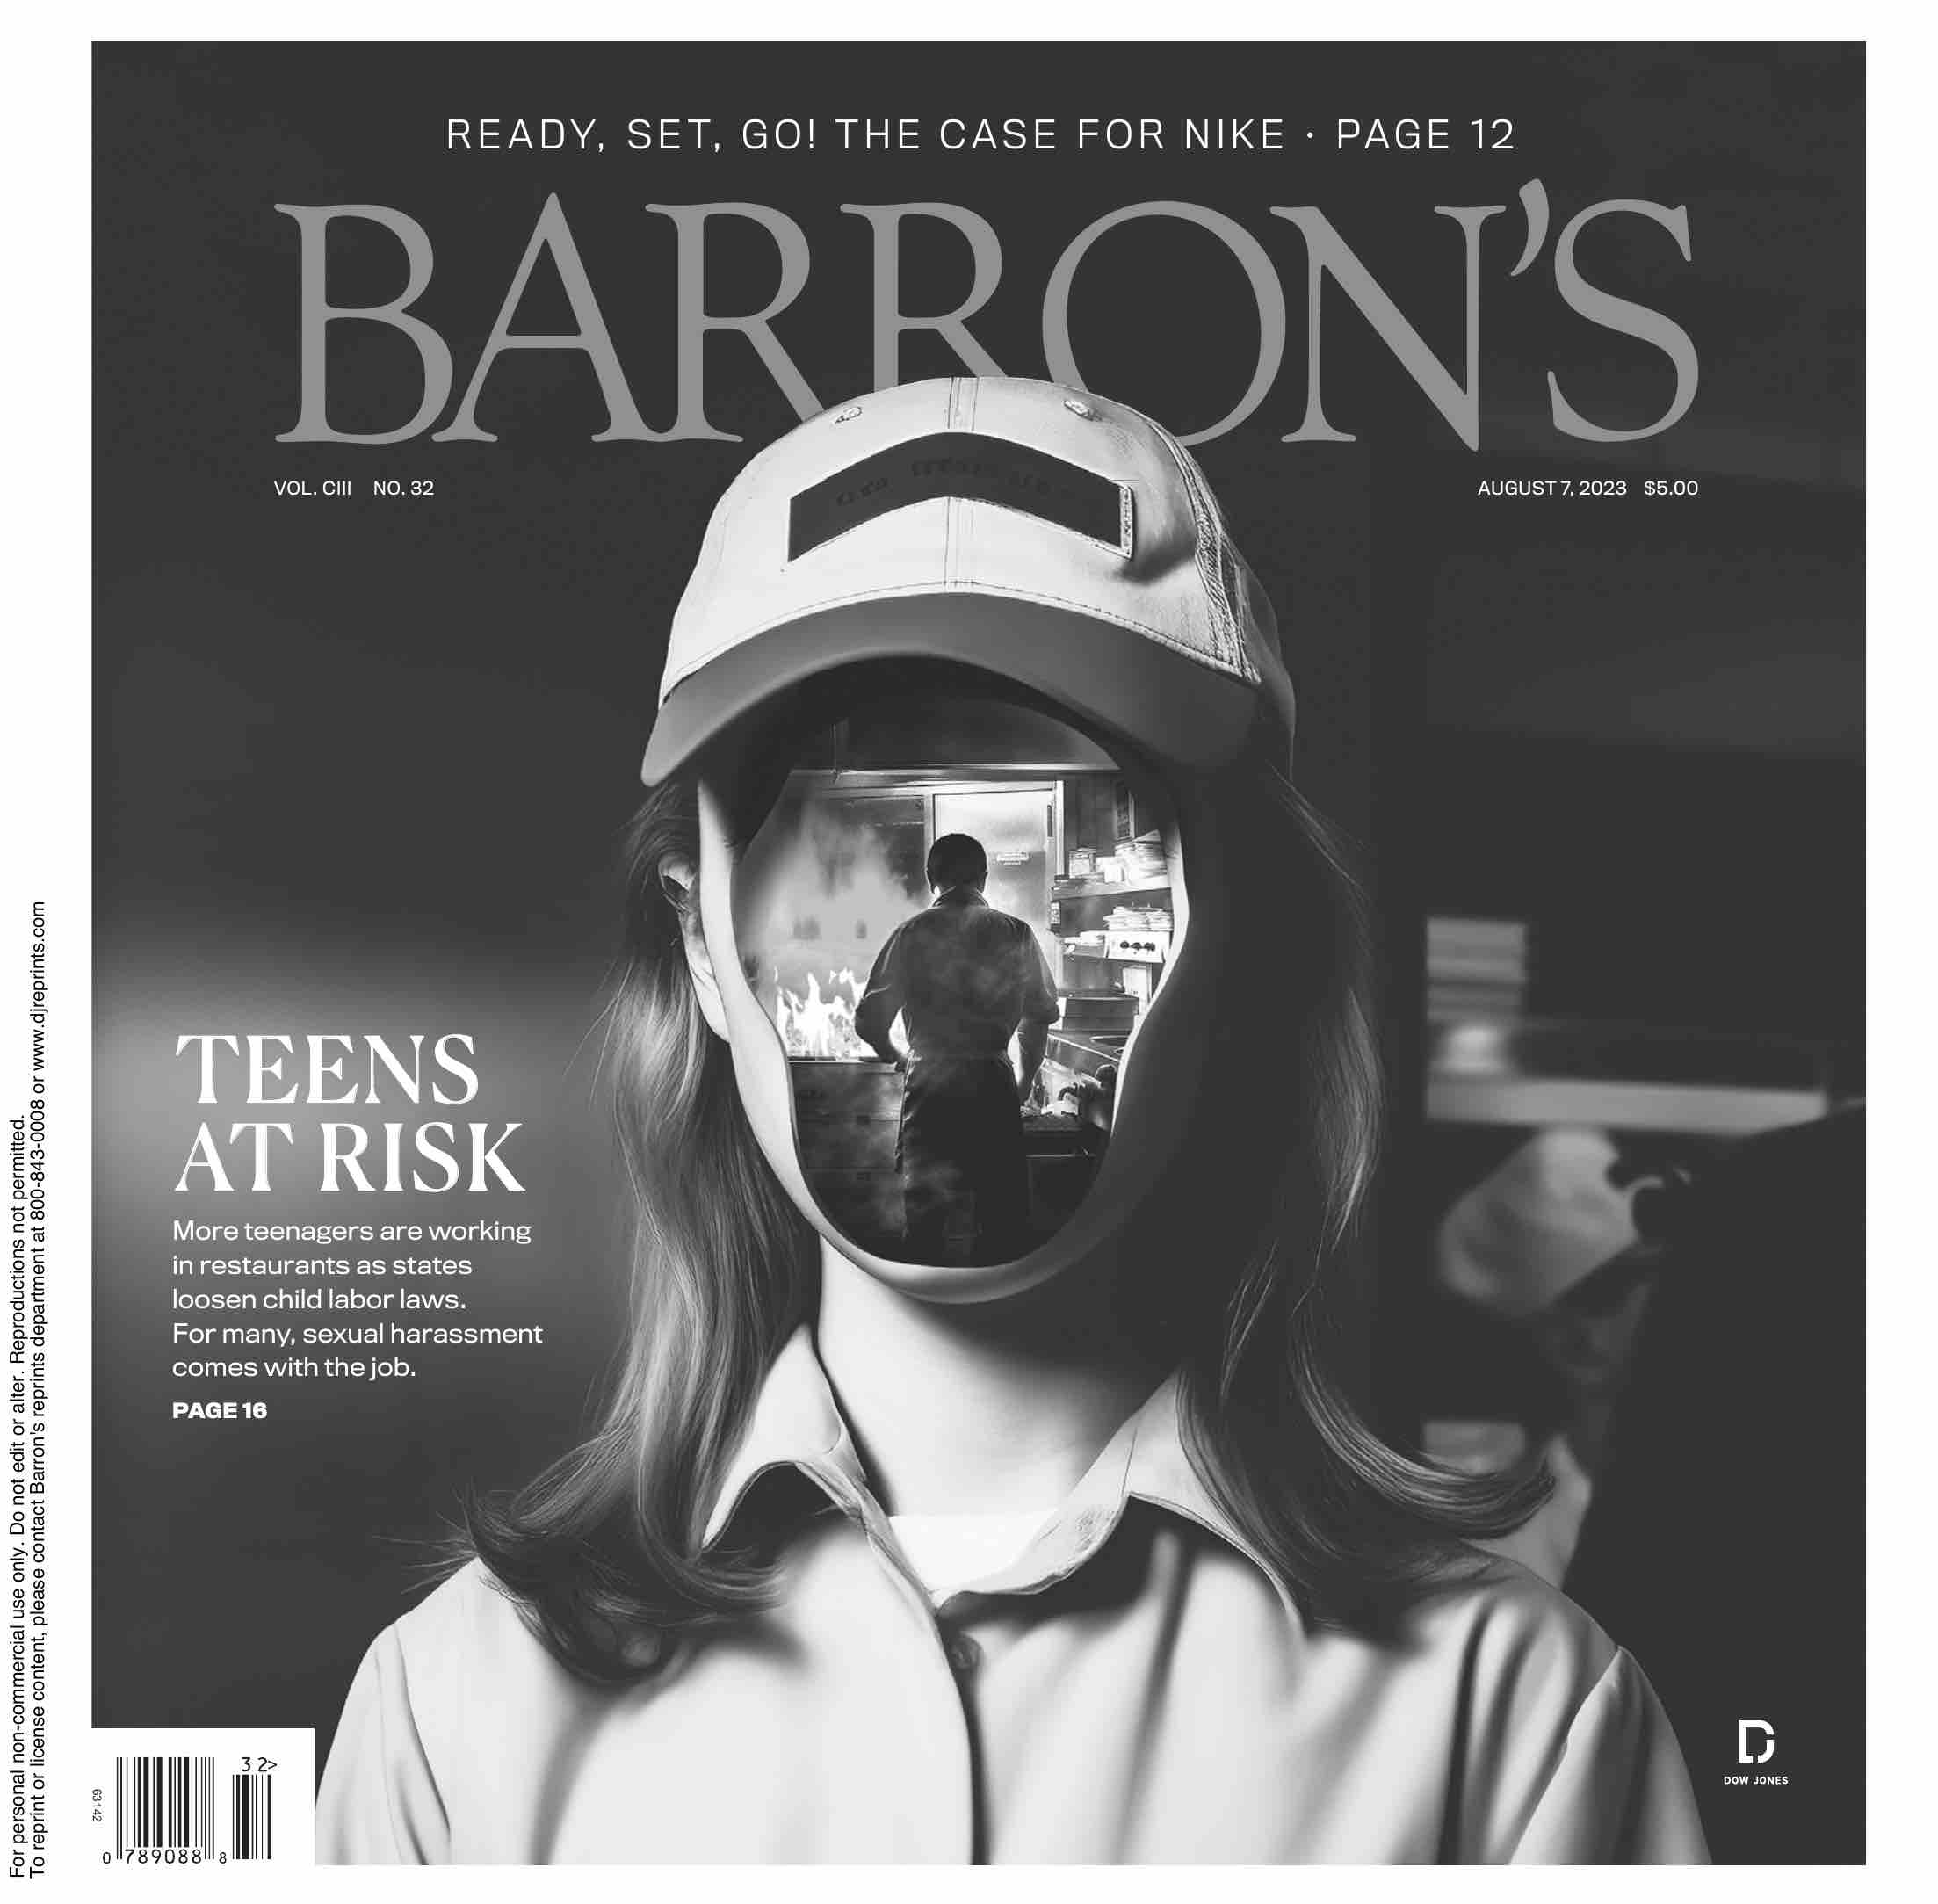 READY, SET, GO! THE CASE FOR NIKE · PAGE 12
BARRON'S
VOL. CIII NO. 32
AUGUST 7, 2023 $5.00
TEENS
AT RISK
More teenagers are working
in restaurants as states
loosen child labor laws.
For many, sexual harassment
comes with the job.
PAGE 16
DOW JONES
63142
0 789088 8
32>
For personal non-commercial use only. Do not edit or alter. Reproductions not permitted.
To reprint or license content, please contact Barron's reprints department at 800-843-0008 or www.djreprints.com